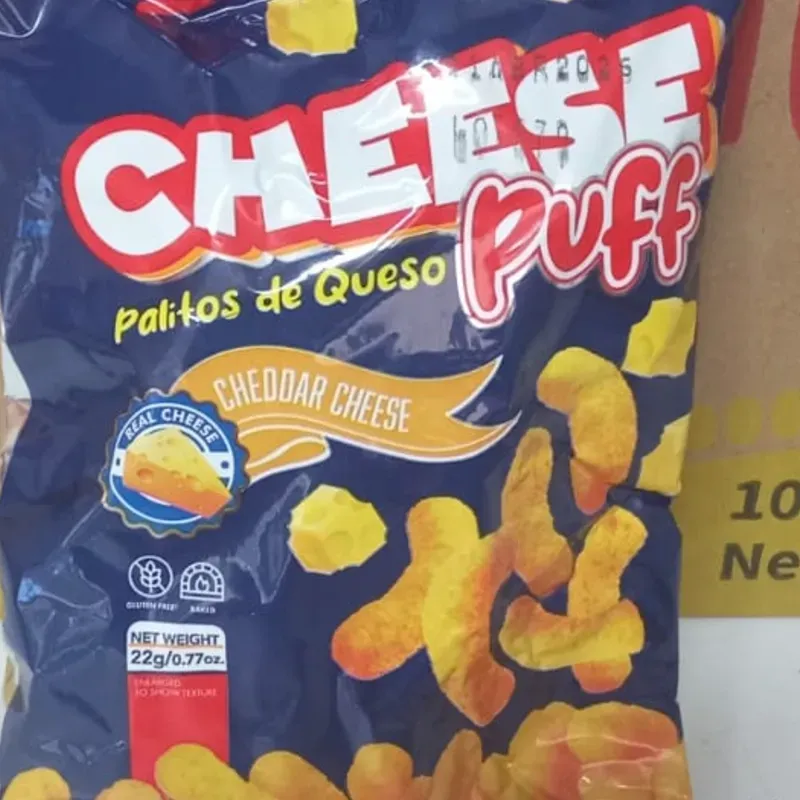 CHEESE
puff
Palitos de Queso
CHEDDAR CHEESE
REAL CHEESE
GLUTEN FREE
BAKED
NET WEIGHT
22g/0.77oz.
ENLARGED
TO SHOW TEXTURE
10
Ne